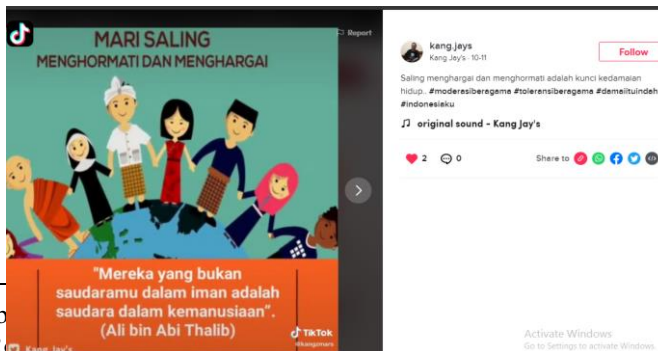 MARI SALING
MENGHORMATI DAN MENGHARGAI
"Mereka yang bukan
saudaramu dalam iman adalah
saudara dalam kemanusiaan".
(Ali bin Abi Thalib)
TikTok
@kangomars
Kang Jay's
Report
kang.jays
Kang Jay's · 10-11
Follow
Saling menghargai dan menghormati adalah kunci kedamaian
hidup.. #moderasiberagama #toleransiberagama #damaiituindah
#indonesiaku
original sound - Kang Jay's
2
0
Share to
Activate Windows
Go to Settings to activate Windows.